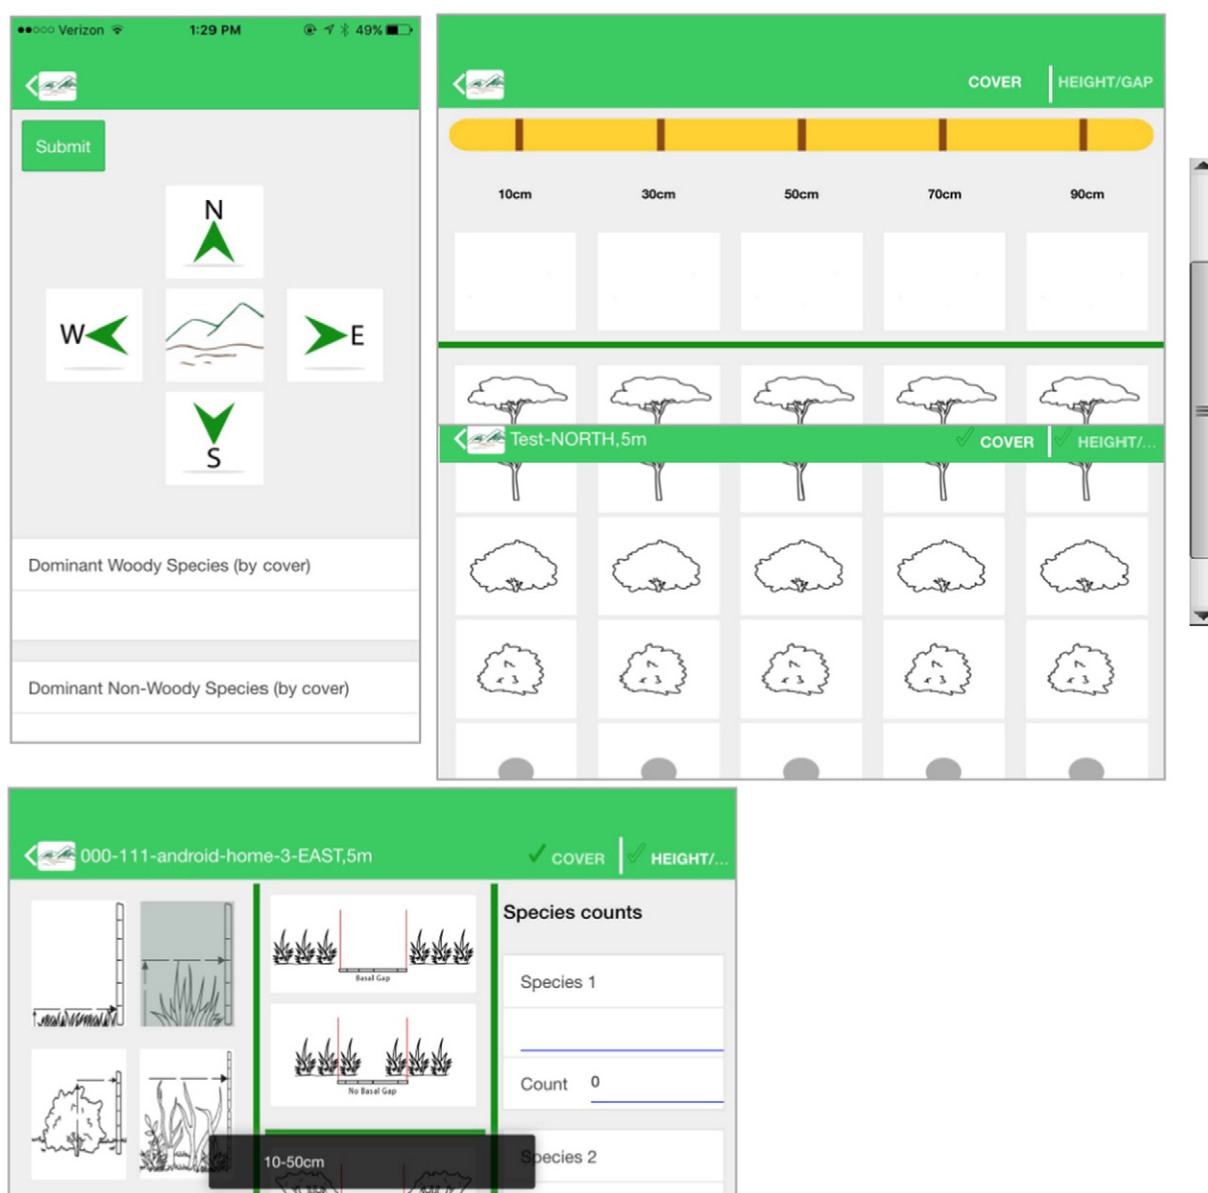 Verizon 1:29 PM 49%
Submit
N
W
E
S
Dominant Woody Species (by cover)
Dominant Non-Woody Species (by cover)
COVER HEIGHT/GAP
10cm 30cm 50cm 70cm 90cm
Test-NORTH,5m COVER HEIGHT/...
000-111-android-home-3-EAST,5m COVER HEIGHT/...
Basal Gap
No Basal Gap
10-50cm
Species counts
Species 1
Count 0
Species 2